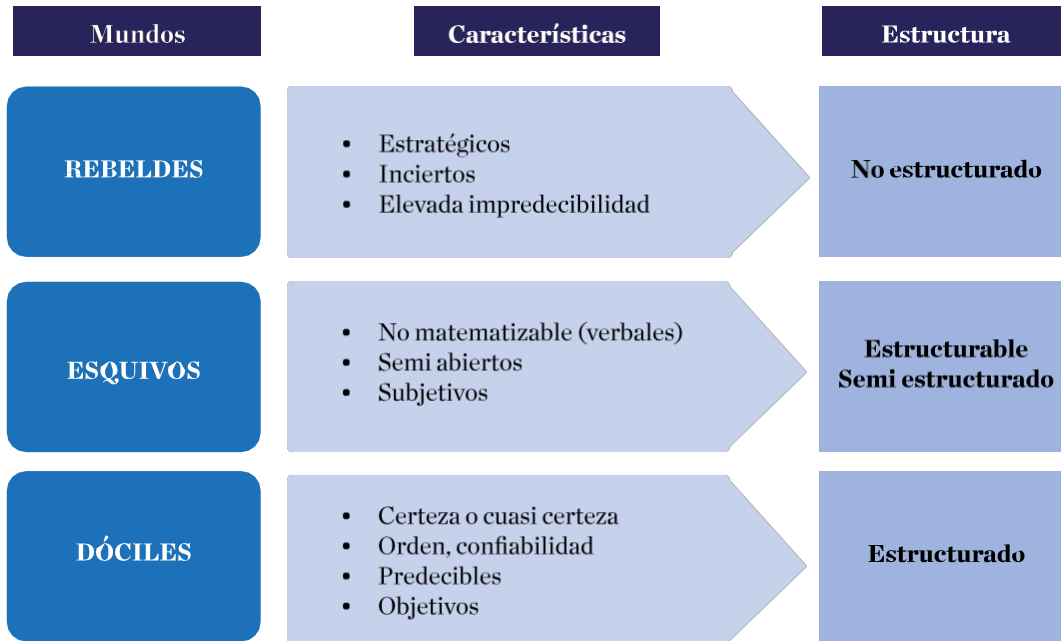 Mundos
Características
Estructura
REBELDES
• Estratégicos
• Inciertos
• Elevada impredecibilidad
No estructurado
ESQUIVOS
• No matematizable (verbales)
• Semi abiertos
• Subjetivos
Estructurable
Semi estructurado
DÓCILES
• Certeza o cuasi certeza
• Orden, confiabilidad
• Predecibles
• Objetivos
Estructurado